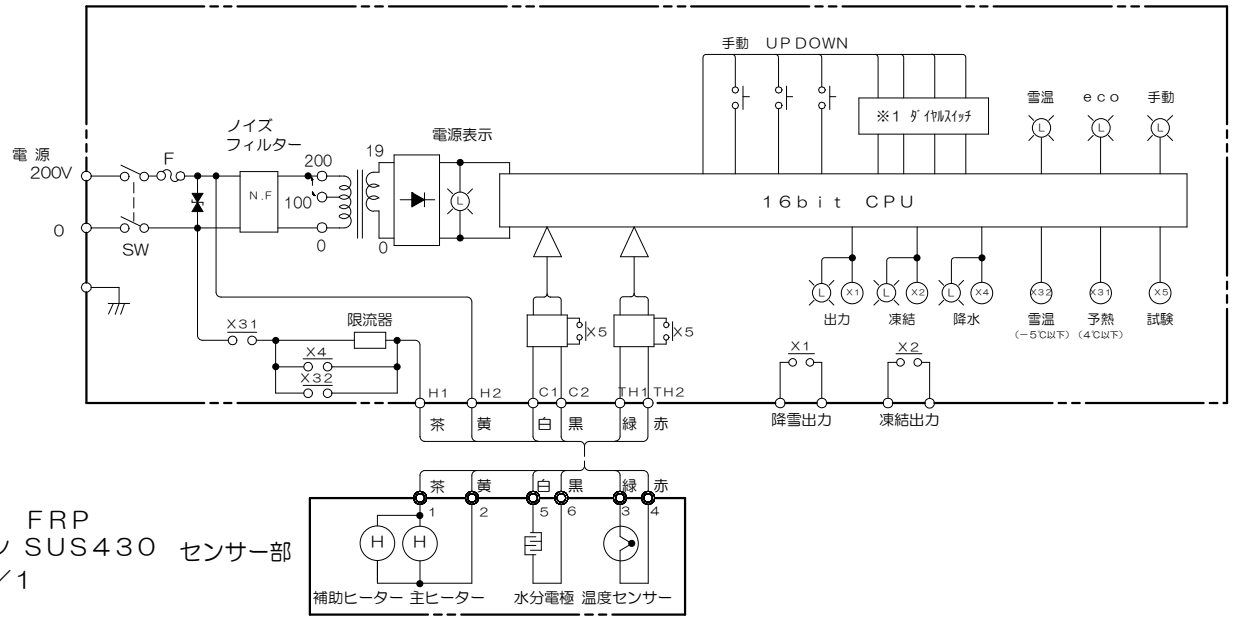 手動 UP DOWN
※1 ダイヤルスイッチ
雪温 eco 手動
L L L
ノイズ
フィルター
電源表示
電源
200V
F
N.F
200
100
0
19
0
L
16bit CPU
0
SW
L X1 L X2 L X4 X32 X31 X5
出力 凍結 降水 雪温 予熱 試験
(−5℃以下) (4℃以下)
X31
限流器
X4
X32
X5 X5
X1 X2
H1 H2 C1 C2 TH1 TH2
茶 黄 白 黒 緑 赤
降雪出力 凍結出力
茶 黄 白 黒 緑 赤
1 2 5 6 3 4
H H
FRP
ン SUS430 センサー部
/1
補助ヒーター 主ヒーター 水分電極 温度センサー